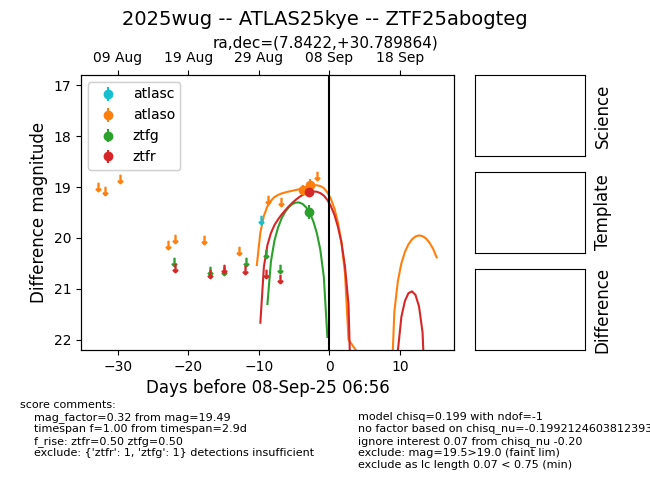 2025wug -- ATLAS25kye -- ZTF25abogteg
ra,dec=(7.8422,+30.789864)
09 Aug 19 Aug 29 Aug 08 Sep 18 Sep
atlasc
atlaso
ztfg
ztfr
17
18
19
20
21
22
Difference magnitude
−30 −20 −10 0 10
Days before 08-Sep-25 06:56
Science
Template
Difference
score comments:
mag_factor=0.32 from mag=19.49
timespan f=1.00 from timespan=2.9d
f_rise: ztfr=0.50 ztfg=0.50
exclude: {'ztfr': 1, 'ztfg': 1} detections insufficient
model chisq=0.199 with ndof=-1
no factor based on chisq_nu=-0.1992124603812393
ignore interest 0.07 from chisq_nu -0.20
exclude: mag=19.5>19.0 (faint lim)
exclude as lc length 0.07 < 0.75 (min)